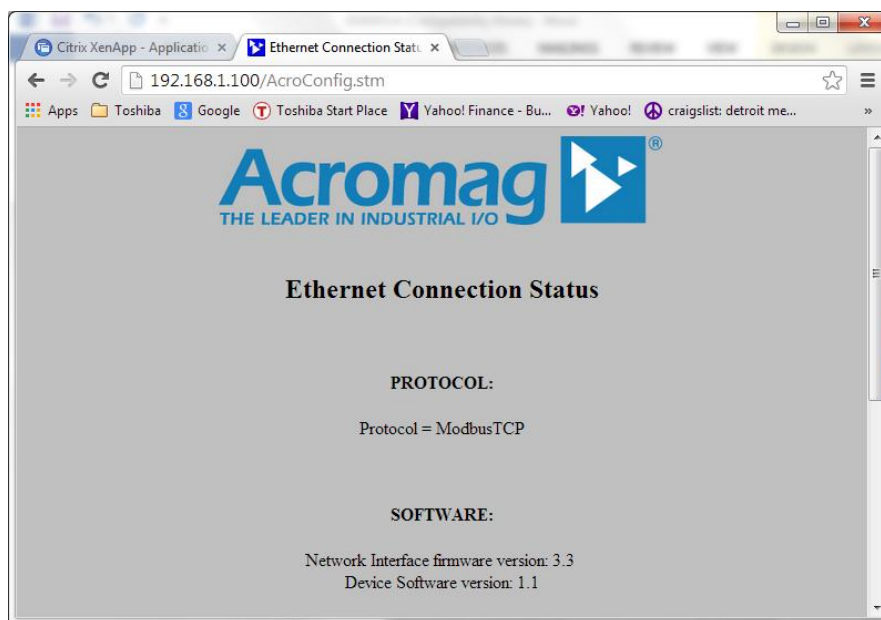 Citrix XenApp - Applicatio
Ethernet Connection Statu
192.168.1.100/AcroConfig.stm
Apps
Toshiba
Google
Toshiba Start Place
Yahoo! Finance - Bu...
Yahoo!
craigslist: detroit me...
»
Acromag®
THE LEADER IN INDUSTRIAL I/O
Ethernet Connection Status
PROTOCOL:
Protocol = ModbusTCP
SOFTWARE:
Network Interface firmware version: 3.3
Device Software version: 1.1